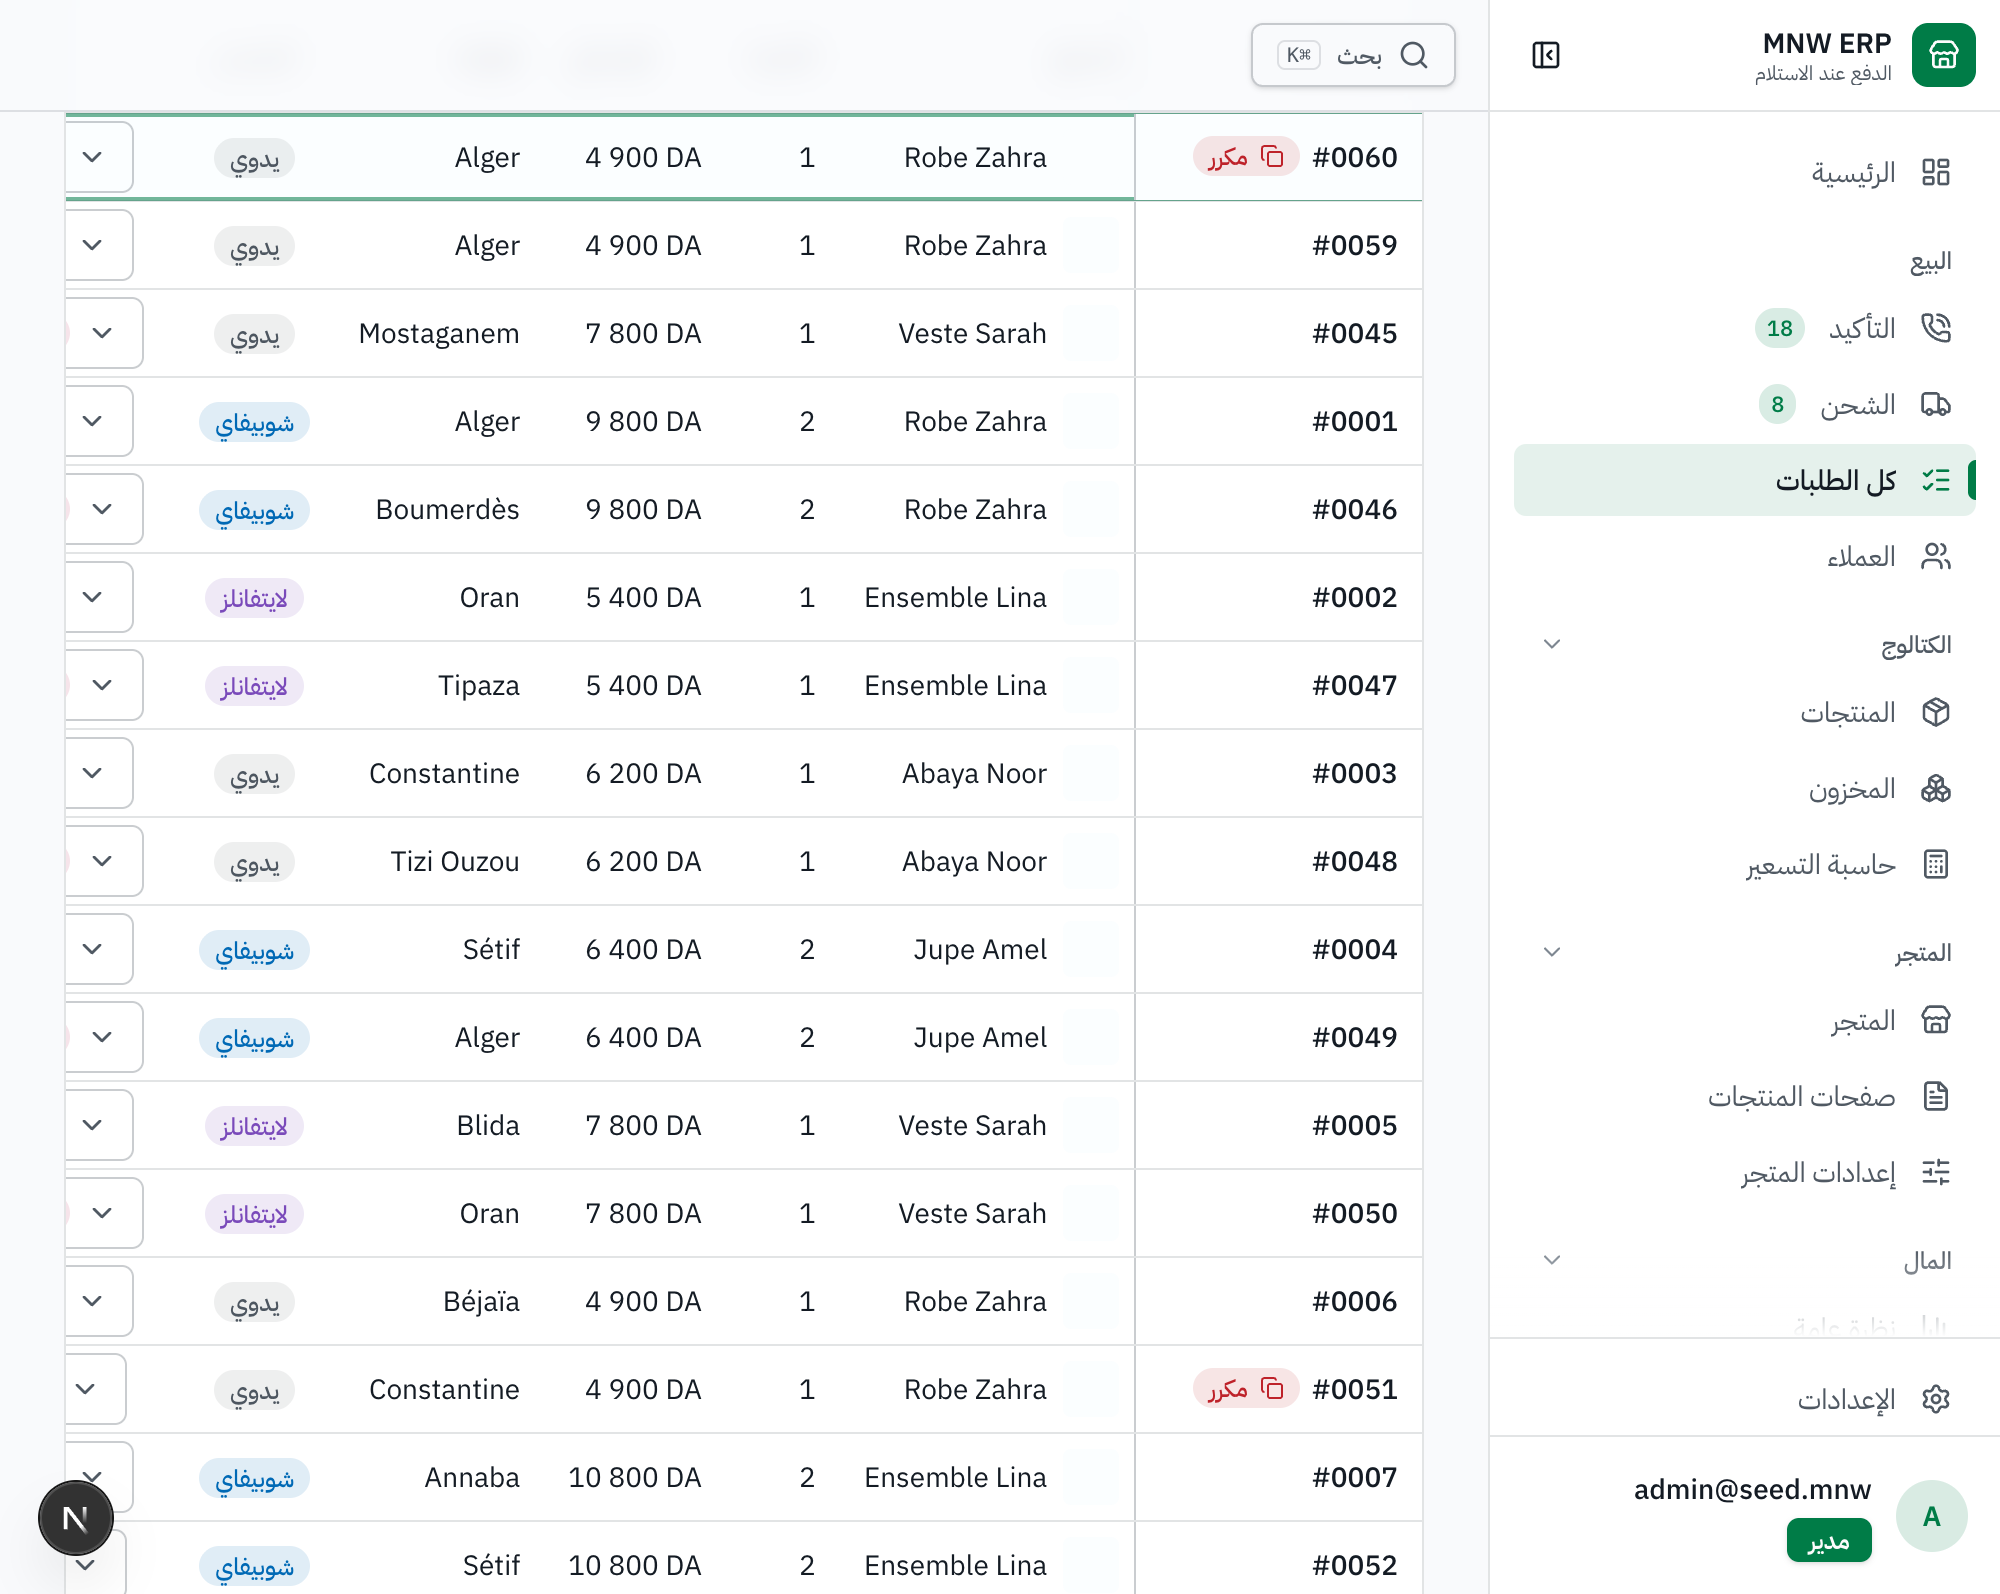 MNW ERP
الدفع عند الاستلام
بحث ⌘K
الرئيسية
البيع
التأكيد 18
الشحن 8
كل الطلبات
العملاء
الكتالوج
المنتجات
المخزون
حاسبة التسعير
المتجر
المتجر
صفحات المنتجات
إعدادات المتجر
المال
نظرة عامة
الإعدادات
admin@seed.mnw
A
مدير
#0060 مكرر Robe Zahra 1 4 900 DA Alger يدوي
#0059 Robe Zahra 1 4 900 DA Alger يدوي
#0045 Veste Sarah 1 7 800 DA Mostaganem يدوي
#0001 Robe Zahra 2 9 800 DA Alger شوبيفاي
#0046 Robe Zahra 2 9 800 DA Boumerdès شوبيفاي
#0002 Ensemble Lina 1 5 400 DA Oran لايتفانلز
#0047 Ensemble Lina 1 5 400 DA Tipaza لايتفانلز
#0003 Abaya Noor 1 6 200 DA Constantine يدوي
#0048 Abaya Noor 1 6 200 DA Tizi Ouzou يدوي
#0004 Jupe Amel 2 6 400 DA Sétif شوبيفاي
#0049 Jupe Amel 2 6 400 DA Alger شوبيفاي
#0005 Veste Sarah 1 7 800 DA Blida لايتفانلز
#0050 Veste Sarah 1 7 800 DA Oran لايتفانلز
#0006 Robe Zahra 1 4 900 DA Béjaïa يدوي
#0051 مكرر Robe Zahra 1 4 900 DA Constantine يدوي
#0007 Ensemble Lina 2 10 800 DA Annaba شوبيفاي
#0052 Ensemble Lina 2 10 800 DA Sétif شوبيفاي
N